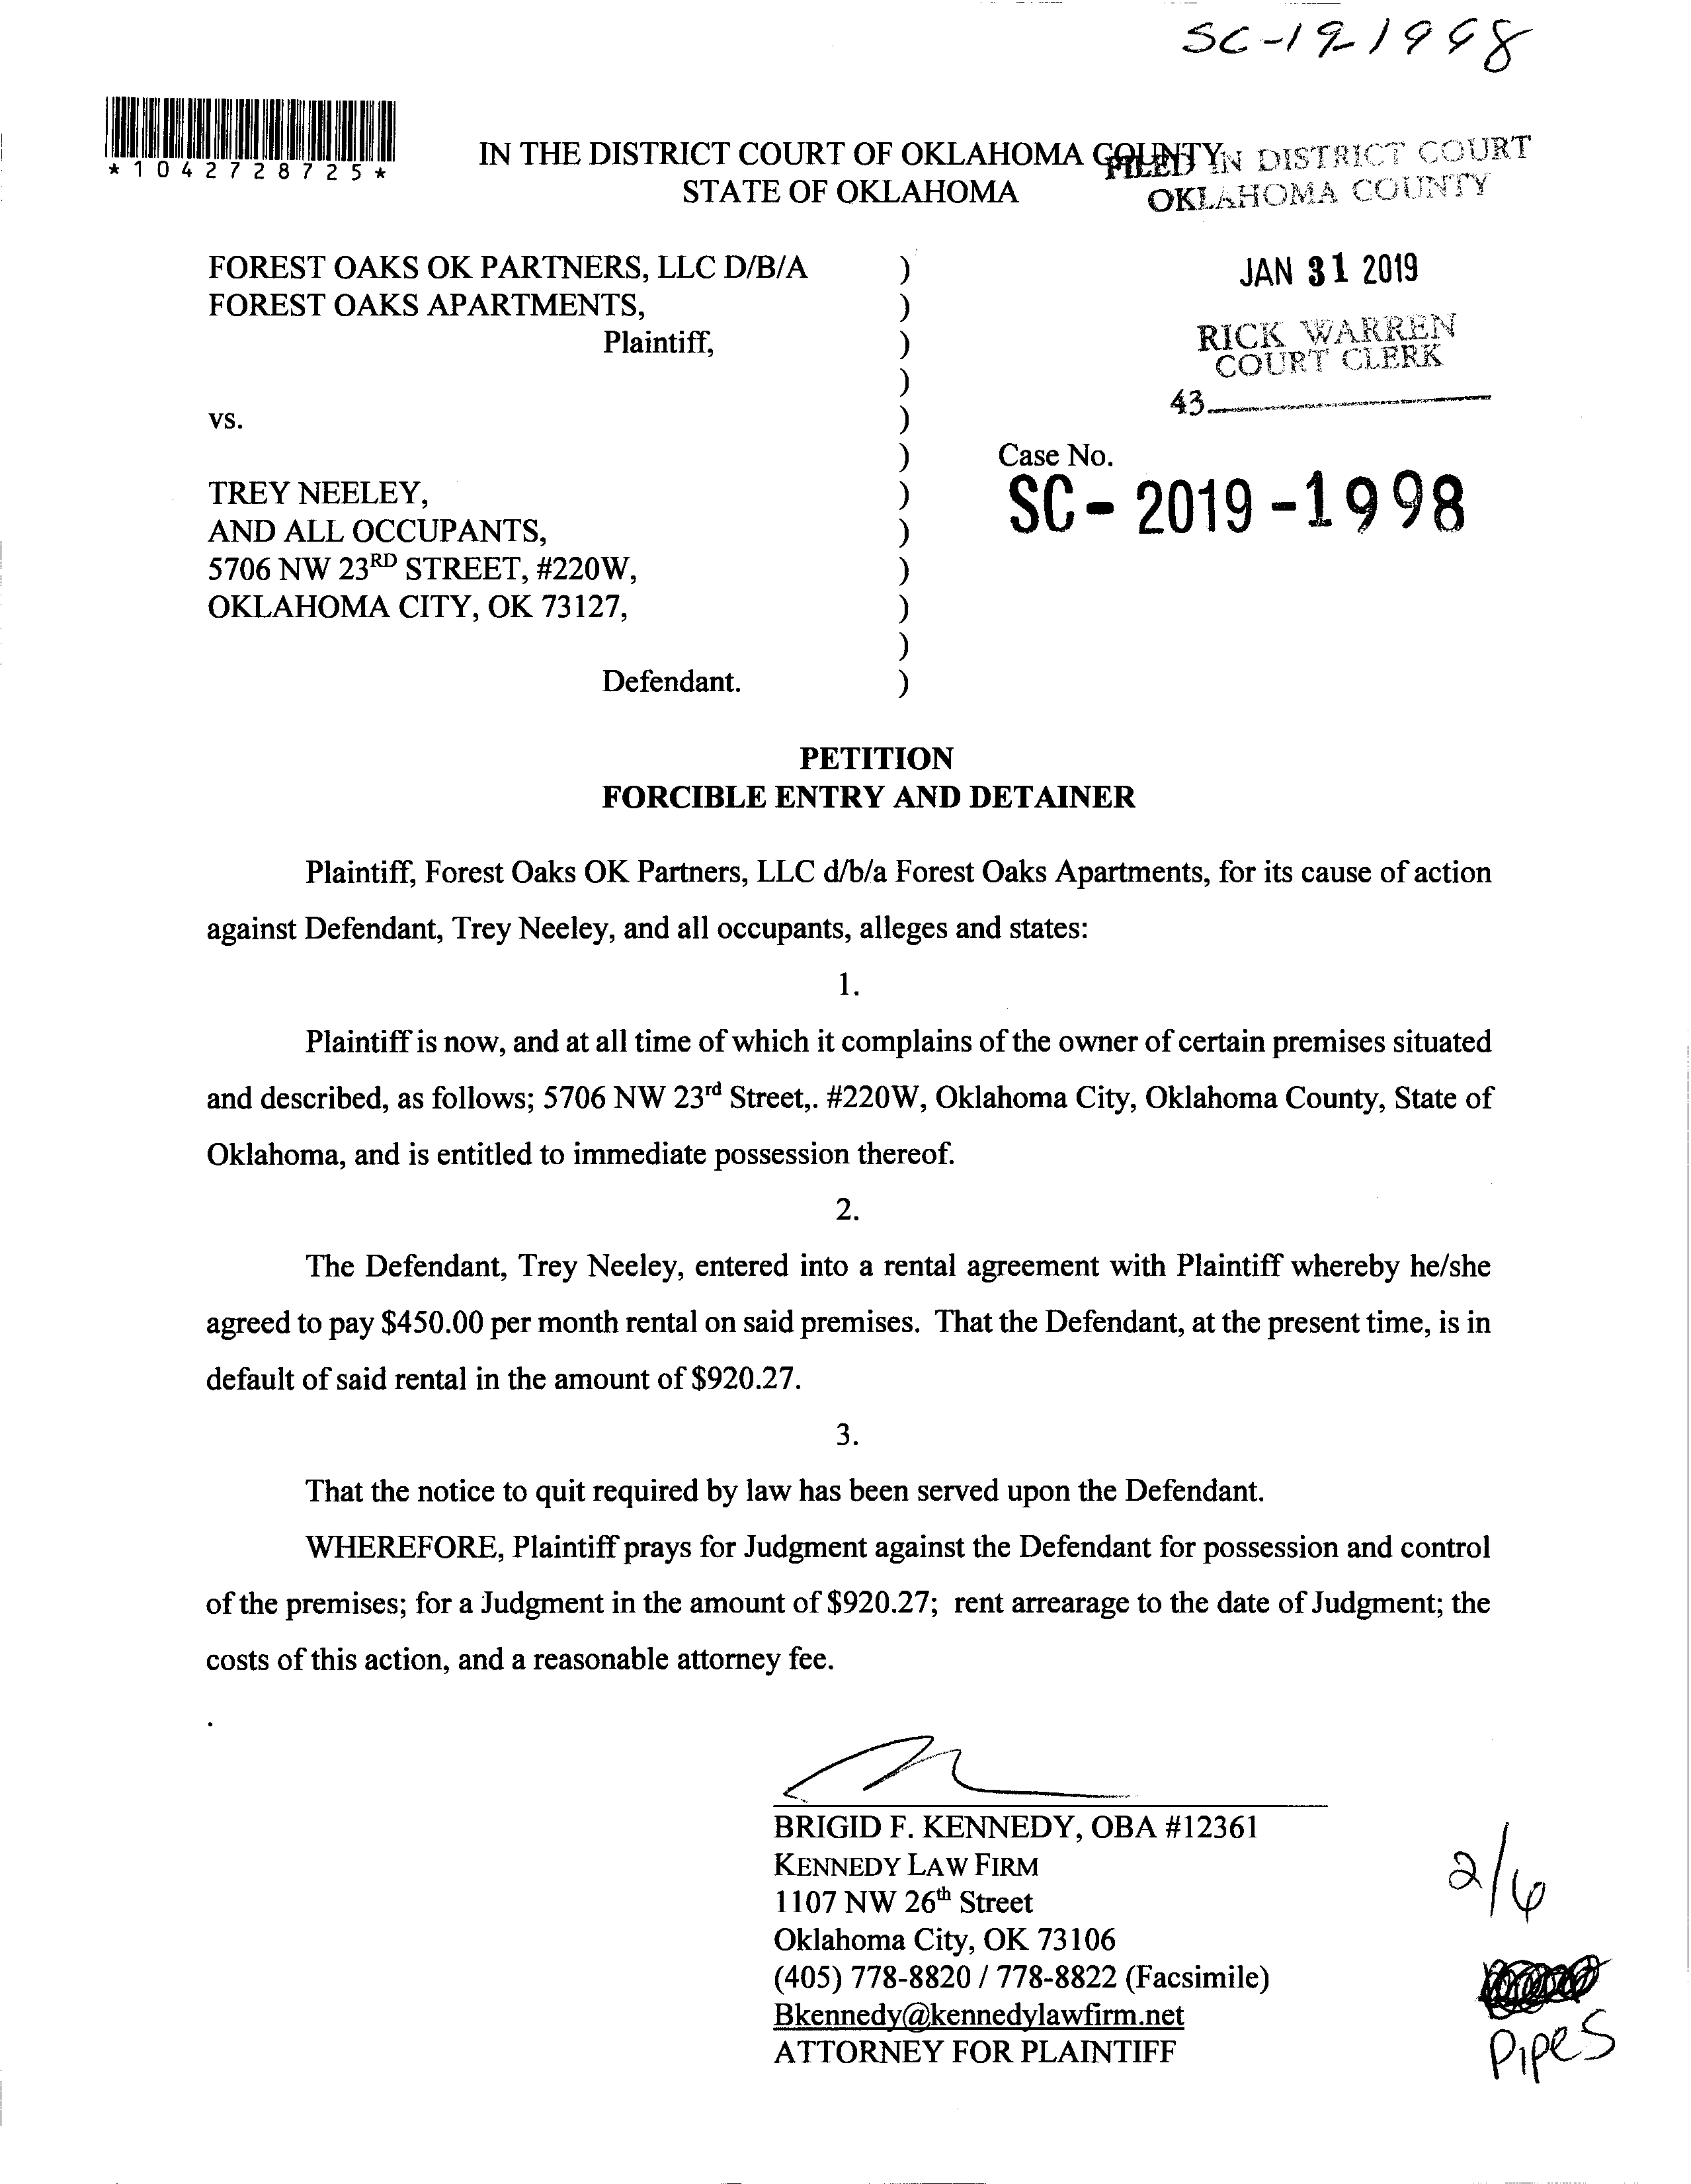 SC-19-1998
*1042728725*
IN THE DISTRICT COURT OF OKLAHOMA COUNTY
STATE OF OKLAHOMA
FILED IN DISTRICT COURT
OKLAHOMA COUNTY
JAN 31 2019
RICK WARREN
COURT CLERK
43
FOREST OAKS OK PARTNERS, LLC D/B/A )
FOREST OAKS APARTMENTS, )
Plaintiff, )
)
vs. )
) Case No.
TREY NEELEY, ) SC - 2019 - 1998
AND ALL OCCUPANTS, )
5706 NW 23RD STREET, #220W, )
OKLAHOMA CITY, OK 73127, )
)
Defendant. )
PETITION
FORCIBLE ENTRY AND DETAINER
Plaintiff, Forest Oaks OK Partners, LLC d/b/a Forest Oaks Apartments, for its cause of action
against Defendant, Trey Neeley, and all occupants, alleges and states:
1.
Plaintiff is now, and at all time of which it complains of the owner of certain premises situated
and described, as follows; 5706 NW 23rd Street,. #220W, Oklahoma City, Oklahoma County, State of
Oklahoma, and is entitled to immediate possession thereof.
2.
The Defendant, Trey Neeley, entered into a rental agreement with Plaintiff whereby he/she
agreed to pay $450.00 per month rental on said premises. That the Defendant, at the present time, is in
default of said rental in the amount of $920.27.
3.
That the notice to quit required by law has been served upon the Defendant.
WHEREFORE, Plaintiff prays for Judgment against the Defendant for possession and control
of the premises; for a Judgment in the amount of $920.27; rent arrearage to the date of Judgment; the
costs of this action, and a reasonable attorney fee.
.
BRIGID F. KENNEDY, OBA #12361
KENNEDY LAW FIRM
1107 NW 26th Street
Oklahoma City, OK 73106
(405) 778-8820 / 778-8822 (Facsimile)
Bkennedy@kennedylawfirm.net
ATTORNEY FOR PLAINTIFF
2/6
Pipes